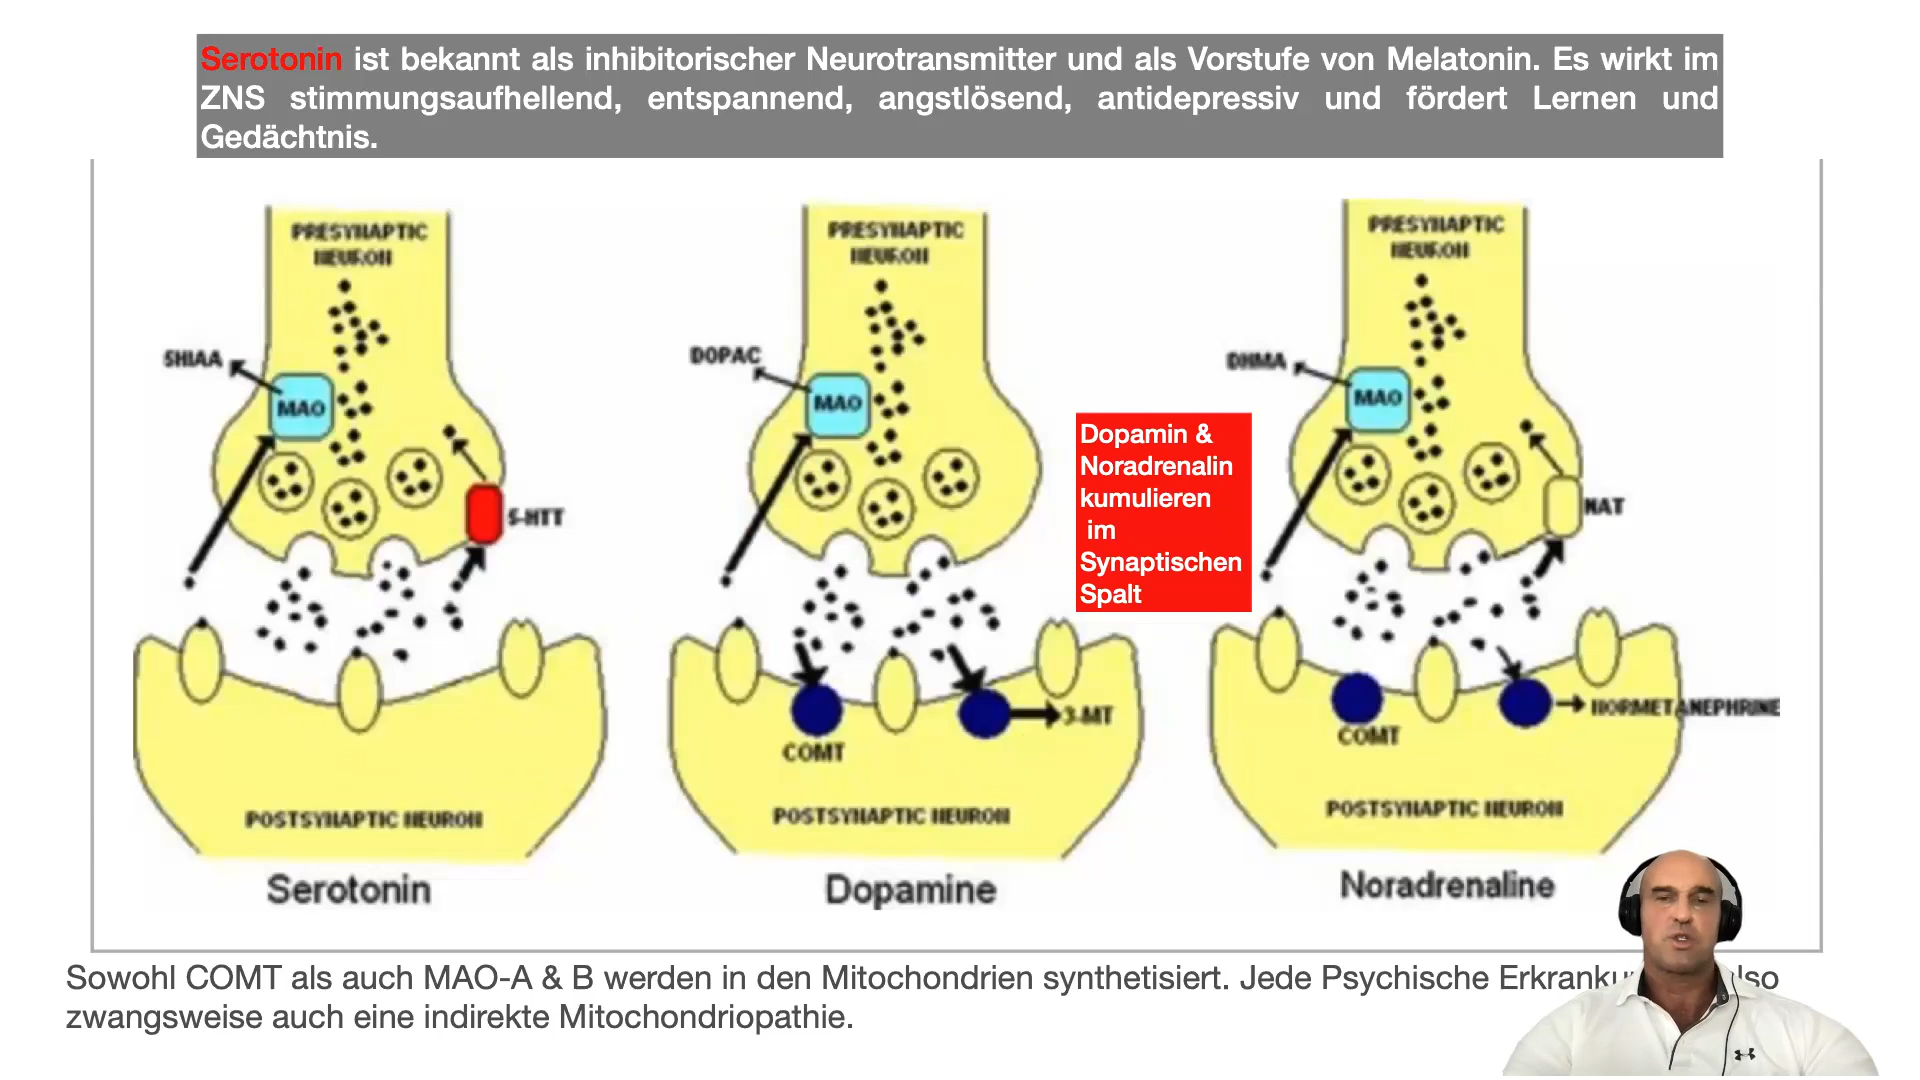 Serotonin ist bekannt als inhibitorischer Neurotransmitter und als Vorstufe von Melatonin. Es wirkt im
ZNS stimmungsaufhellend, entspannend, angstlösend, antidepressiv und fördert Lernen und
Gedächtnis.
PRESYNAPTIC
NEURON
5HIAA
MAO
5-HTT
POSTSYNAPTIC NEURON
Serotonin
PRESYNAPTIC
NEURON
DOPAC
MAO
COMT
3-MT
POSTSYNAPTIC NEURON
Dopamine
Dopamin &
Noradrenalin
kumulieren
im
Synaptischen
Spalt
PRESYNAPTIC
NEURON
DHMA
MAO
NAT
COMT
NORMETANEPHRINE
POSTSYNAPTIC NEURON
Noradrenaline
Sowohl COMT als auch MAO-A & B werden in den Mitochondrien synthetisiert. Jede Psychische
zwangsweise auch eine indirekte Mitochondriopathie.